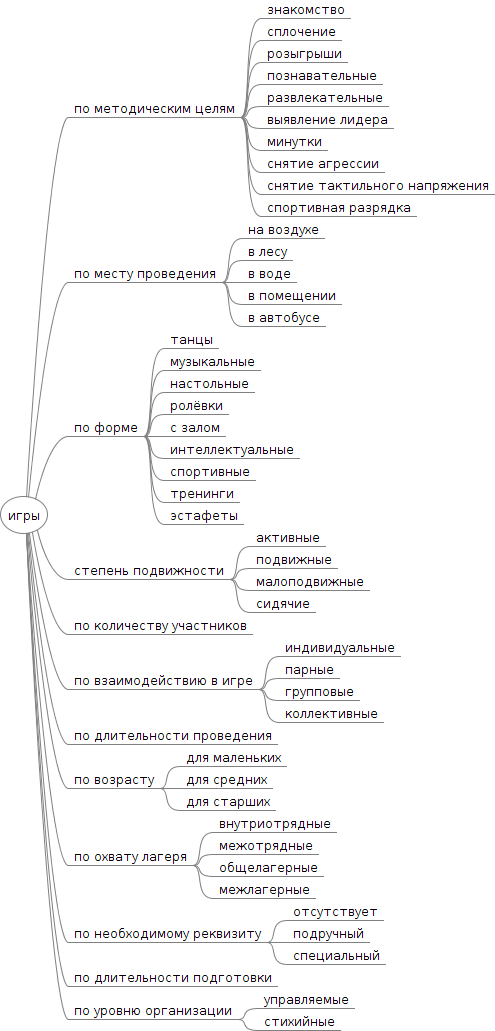 игры
по методическим целям
знакомство
сплочение
розыгрыши
познавательные
развлекательные
выявление лидера
минутки
снятие агрессии
снятие тактильного напряжения
спортивная разрядка
по месту проведения
на воздухе
в лесу
в воде
в помещении
в автобусе
по форме
танцы
музыкальные
настольные
ролёвки
с залом
интеллектуальные
спортивные
тренинги
эстафеты
степень подвижности
активные
подвижные
малоподвижные
сидячие
по количеству участников
по взаимодействию в игре
индивидуальные
парные
групповые
коллективные
по длительности проведения
по возрасту
для маленьких
для средних
для старших
по охвату лагеря
внутриотрядные
межотрядные
общелагерные
межлагерные
по необходимому реквизиту
отсутствует
подручный
специальный
по длительности подготовки
по уровню организации
управляемые
стихийные